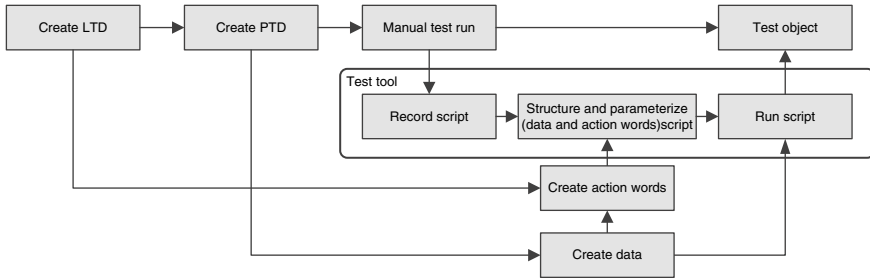 Create LTD
Create PTD
Manual test run
Test object
Test tool
Record script
Structure and parameterize
(data and action words)script
Run script
Create action words
Create data